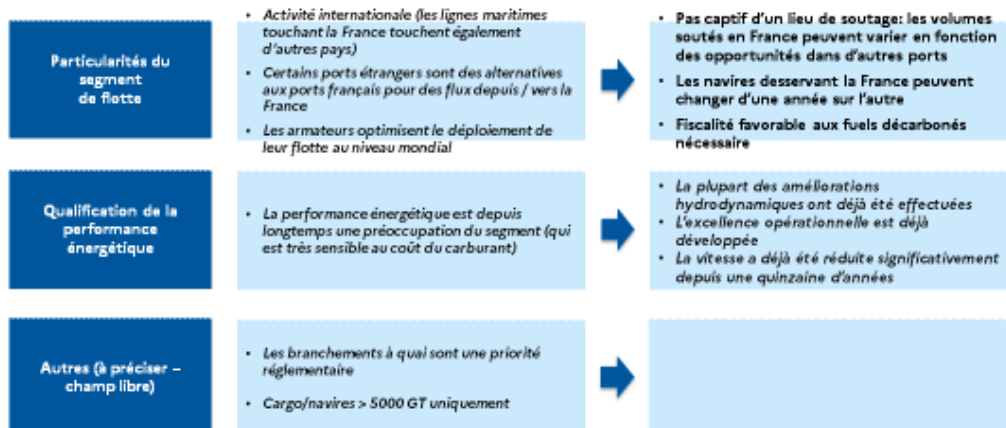 Particularités du
segment
de flotte
• Activité internationale (les lignes maritimes
touchant la France touchent également
d'autres pays)
• Certains ports étrangers sont des alternatives
aux ports français pour des flux depuis / vers la
France
• Les armateurs optimisent le déploiement de
leur flotte au niveau mondial
• Pas captif d'un lieu de soutage: les volumes
soutés en France peuvent varier en fonction
des opportunités dans d'autres ports
• Les navires desservant la France peuvent
changer d'une année sur l'autre
• Fiscalité favorable aux fuels décarbonés
nécessaire
Qualification de la
performance
énergétique
• La performance énergétique est depuis
longtemps une préoccupation du segment (qui
est très sensible au coût du carburant)
• La plupart des améliorations
hydrodynamiques ont déjà été effectuées
• L'excellence opérationnelle est déjà
développée
• La vitesse a déjà été réduite significativement
depuis une quinzaine d'années
Autres (à préciser –
champ libre)
• Les branchements à quai sont une priorité
réglementaire
• Cargo/navires > 5000 GT uniquement